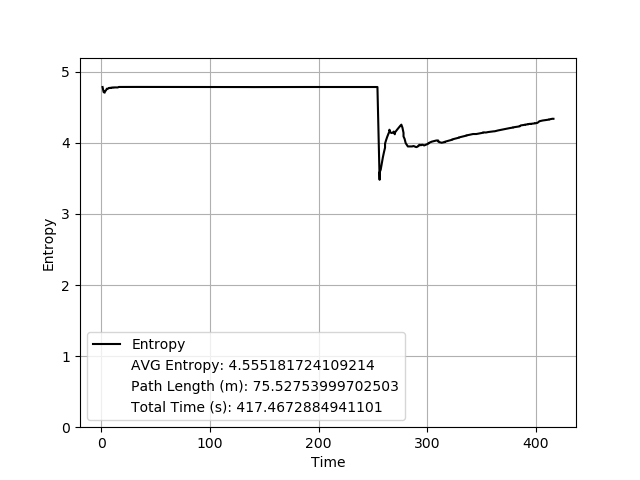 5
4
3
2
1
0
Entropy
Entropy
AVG Entropy: 4.555181724109214
Path Length (m): 75.52753999702503
Total Time (s): 417.4672884941101
0 100 200 300 400
Time